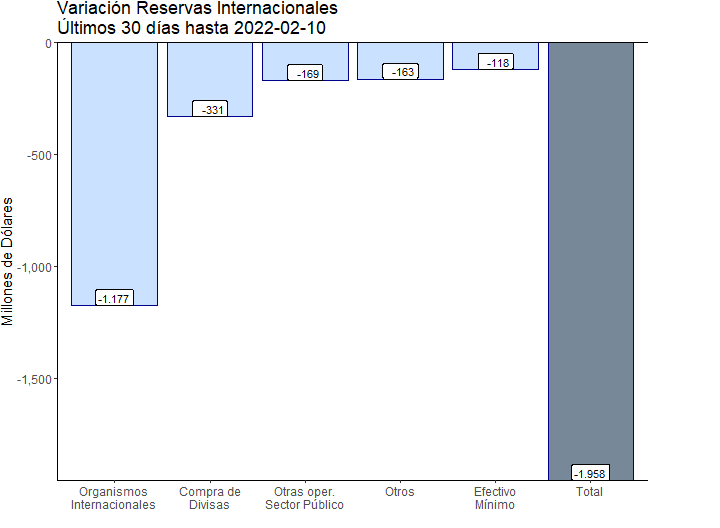 Variación Reservas Internacionales
Últimos 30 días hasta 2022-02-10
Millones de Dólares
0
-500
-1,000
-1,500
-1.177
-331
-169
-163
-118
-1.958
Organismos
Internacionales
Compra de
Divisas
Otras oper.
Sector Público
Otros
Efectivo
Mínimo
Total